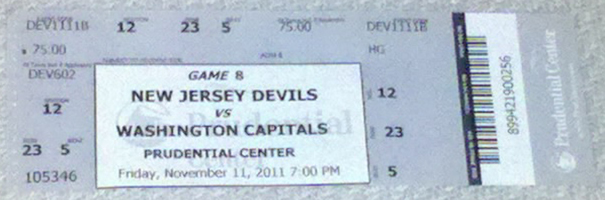 DEV1111B 12 23 5 75.00 DEV1111B
75.00 HG
DEV602
12
23 5
105346
GAME 8
NEW JERSEY DEVILS
VS
WASHINGTON CAPITALS
PRUDENTIAL CENTER
Friday, November 11, 2011 7:00 PM
12
23
5
899421900256
Prudential Center